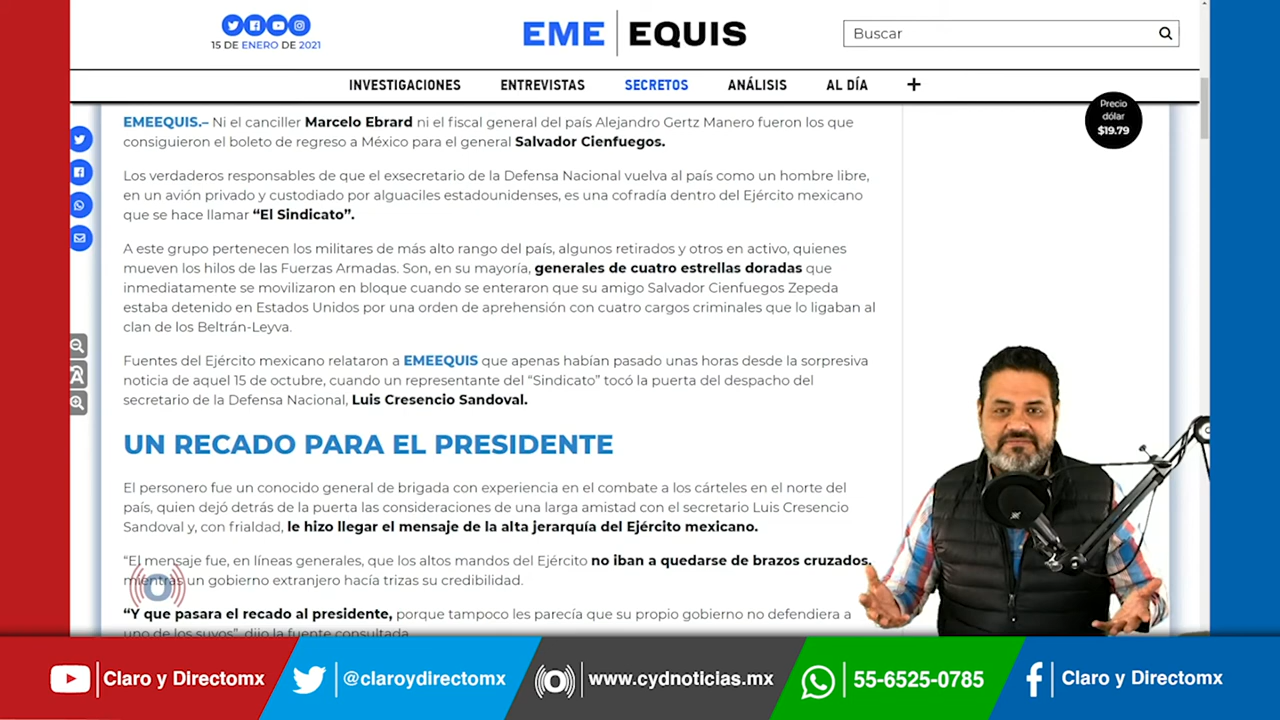 15 DE ENERO DE 2021
EME EQUIS
Buscar
INVESTIGACIONES ENTREVISTAS SECRETOS ANÁLISIS AL DÍA +
Precio
dólar
$19.79
EMEEQUIS.– Ni el canciller Marcelo Ebrard ni el fiscal general del país Alejandro Gertz Manero fueron los que
consiguieron el boleto de regreso a México para el general Salvador Cienfuegos.
Los verdaderos responsables de que el exsecretario de la Defensa Nacional vuelva al país como un hombre libre,
en un avión privado y custodiado por alguaciles estadounidenses, es una cofradía dentro del Ejército mexicano
que se hace llamar “El Sindicato”.
A este grupo pertenecen los militares de más alto rango del país, algunos retirados y otros en activo, quienes
mueven los hilos de las Fuerzas Armadas. Son, en su mayoría, generales de cuatro estrellas doradas que
inmediatamente se movilizaron en bloque cuando se enteraron que su amigo Salvador Cienfuegos Zepeda
estaba detenido en Estados Unidos por una orden de aprehensión con cuatro cargos criminales que lo ligaban al
clan de los Beltrán-Leyva.
Fuentes del Ejército mexicano relataron a EMEEQUIS que apenas habían pasado unas horas desde la sorpresiva
noticia de aquel 15 de octubre, cuando un representante del “Sindicato” tocó la puerta del despacho del
secretario de la Defensa Nacional, Luis Cresencio Sandoval.
UN RECADO PARA EL PRESIDENTE
El personero fue un conocido general de brigada con experiencia en el combate a los cárteles en el norte del
país, quien dejó detrás de la puerta las consideraciones de una larga amistad con el secretario Luis Cresencio
Sandoval y, con frialdad, le hizo llegar el mensaje de la alta jerarquía del Ejército mexicano.
“El mensaje fue, en líneas generales, que los altos mandos del Ejército no iban a quedarse de brazos cruzados,
mientras un gobierno extranjero hacía trizas su credibilidad.
“Y que pasara el recado al presidente, porque tampoco les parecía que su propio gobierno no defendiera a
uno de los suyos”, dijo la fuente consultada.
Claro y Directomx
@claroydirectomx
www.cydnoticias.mx
55-6525-0785
Claro y Directomx